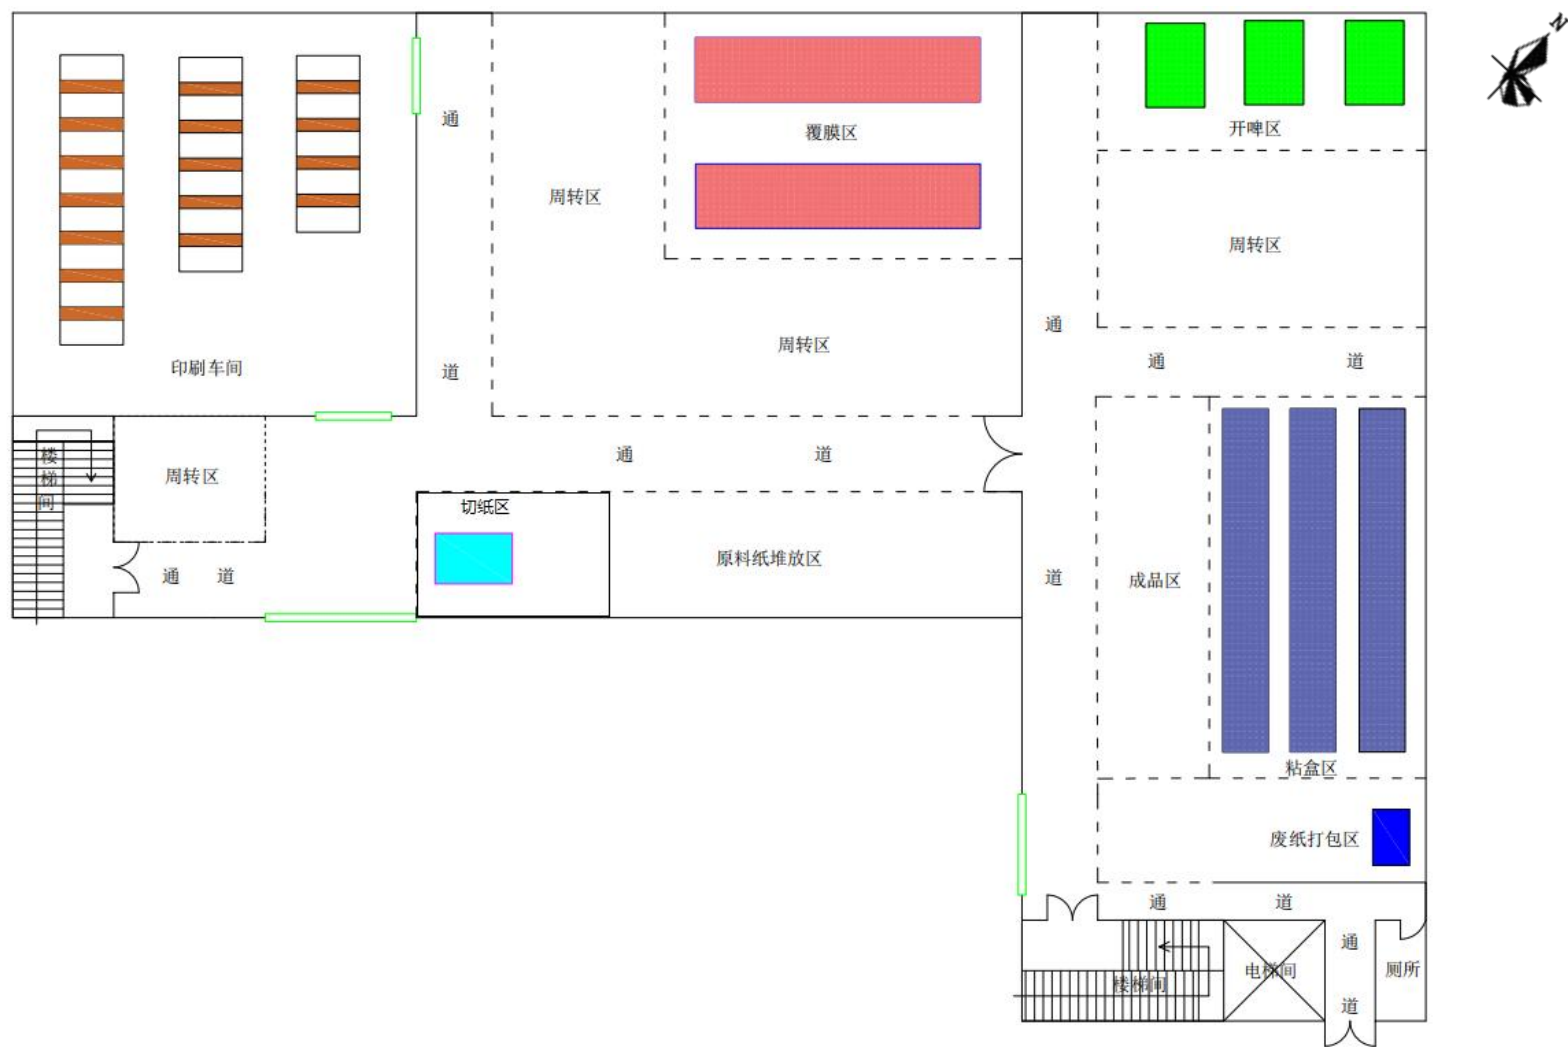 N
通
道
覆膜区
开啤区
周转区
周转区
周转区
通
道
通
道
印刷车间
楼
梯
间
周转区
通
道
切纸区
原料纸堆放区
通
道
成品区
粘盒区
废纸打包区
通
道
通
道
楼梯间
电梯间
厕所